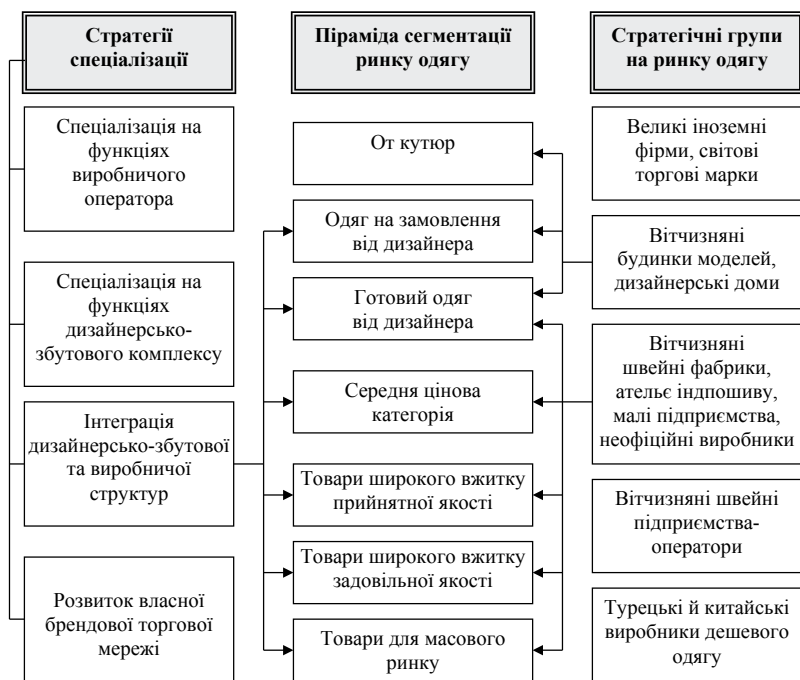 Стратегії
спеціалізації
Спеціалізація на
функціях
виробничого
оператора
Спеціалізація на
функціях
дизайнерсько-
збутового комплексу
Інтеграція
дизайнерсько-збутової
та виробничої
структур
Розвиток власної
брендової торгової
мережі
Піраміда сегментації
ринку одягу
От кутюр
Одяг на замовлення
від дизайнера
Готовий одяг
від дизайнера
Середня цінова
категорія
Товари широкого вжитку
прийнятної якості
Товари широкого вжитку
задовільної якості
Товари для масового
ринку
Стратегічні групи
на ринку одягу
Великі іноземні
фірми, світові
торгові марки
Вітчизняні
будинки моделей,
дизайнерські доми
Вітчизняні
швейні фабрики,
ательє індпошиву,
малі підприємства,
неофіційні виробники
Вітчизняні швейні
підприємства-
оператори
Турецькі й китайські
виробники дешевого
одягу